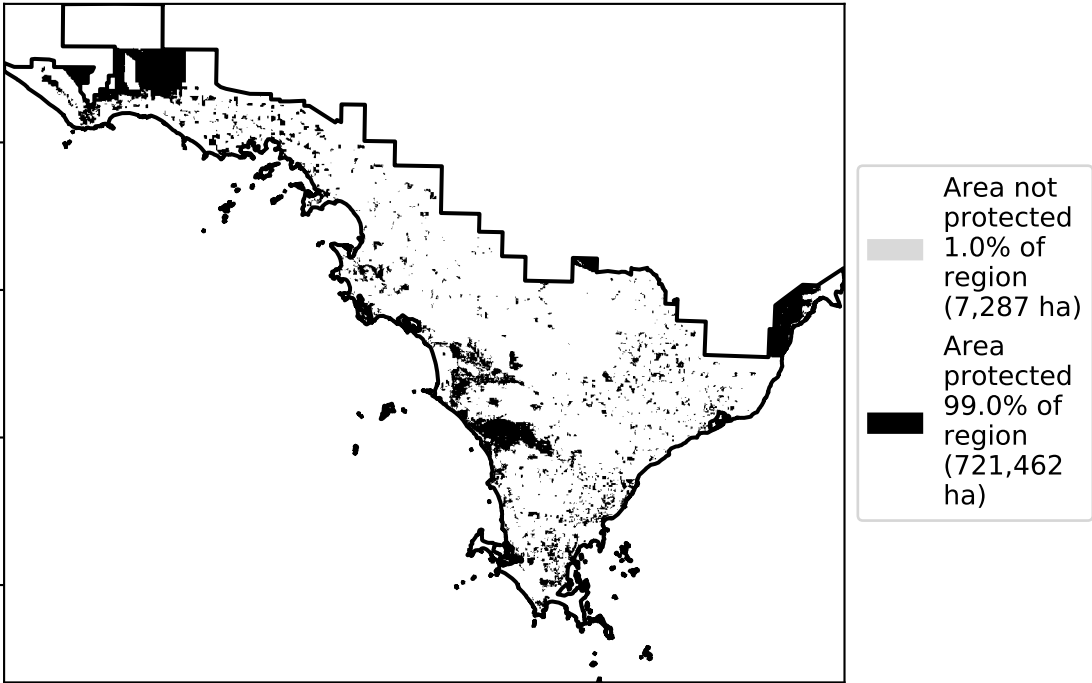 Area not
protected
1.0% of
region
(7,287 ha)
Area
protected
99.0% of
region
(721,462
ha)